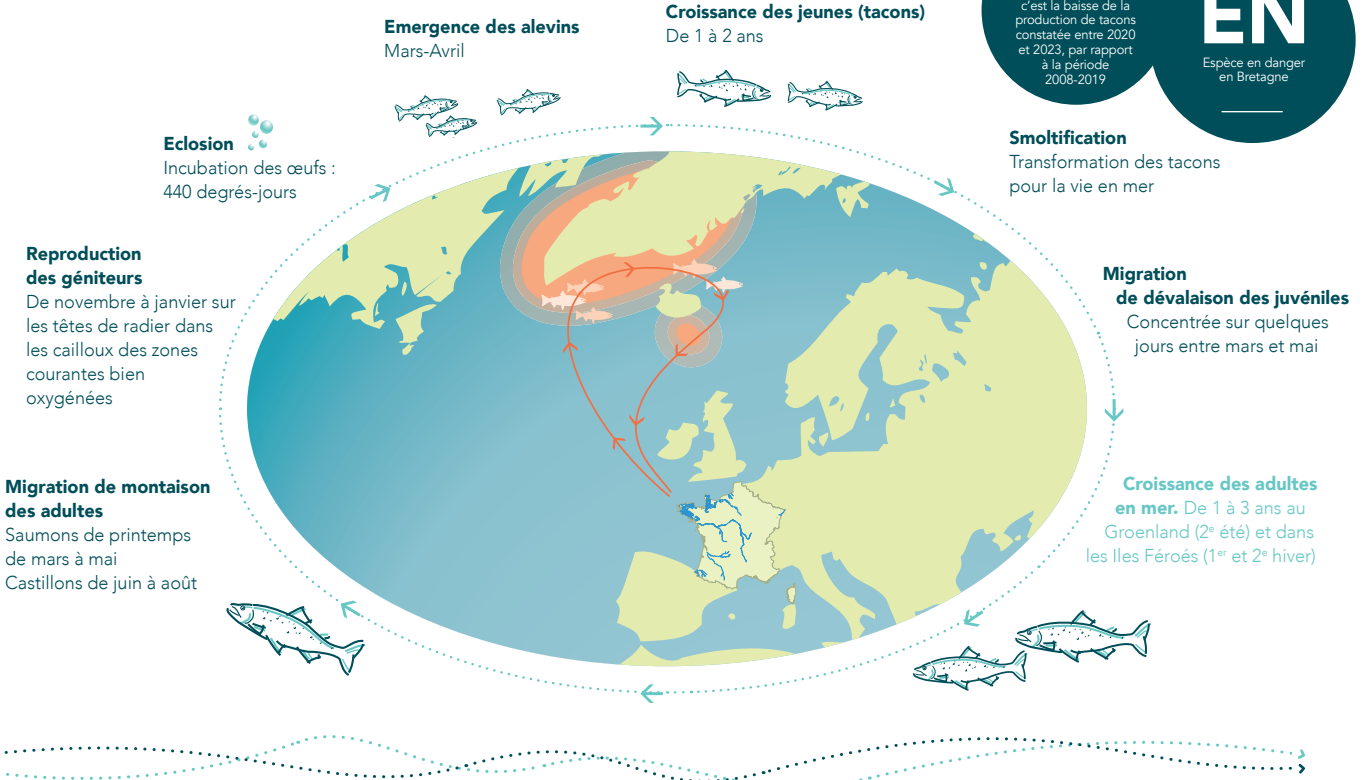 Emergence des alevins
Mars-Avril
Croissance des jeunes (tacons)
De 1 à 2 ans
c'est la baisse de la
production de tacons
constatée entre 2020
et 2023, par rapport
à la période
2008-2019
EN
Espèce en danger
en Bretagne
Eclosion
Incubation des œufs :
440 degrés-jours
Smoltification
Transformation des tacons
pour la vie en mer
Reproduction
des géniteurs
De novembre à janvier sur
les têtes de radier dans
les cailloux des zones
courantes bien
oxygénées
Migration
de dévalaison des juvéniles
Concentrée sur quelques
jours entre mars et mai
Migration de montaison
des adultes
Saumons de printemps
de mars à mai
Castillons de juin à août
Croissance des adultes
en mer. De 1 à 3 ans au
Groenland (2e été) et dans
les Iles Féroés (1er et 2e hiver)